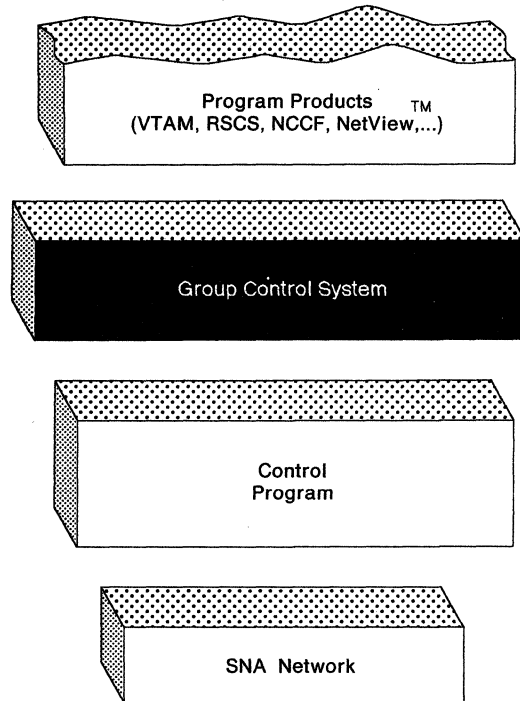 Program Products TM
(VTAM, RSCS, NCCF, NetView,...)
Group Control System
Control
Program
SNA Network